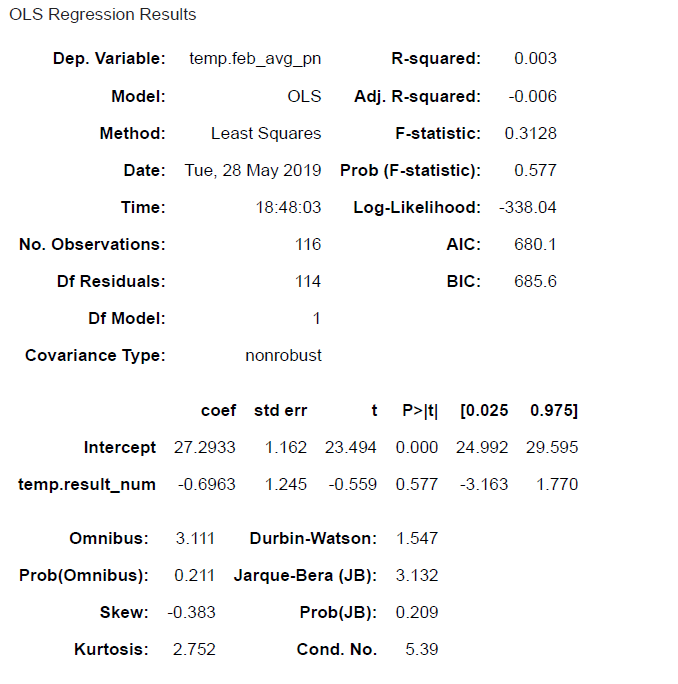 OLS Regression Results
Dep. Variable: temp.feb_avg_pn R-squared: 0.003
Model: OLS Adj. R-squared: -0.006
Method: Least Squares F-statistic: 0.3128
Date: Tue, 28 May 2019 Prob (F-statistic): 0.577
Time: 18:48:03 Log-Likelihood: -338.04
No. Observations: 116 AIC: 680.1
Df Residuals: 114 BIC: 685.6
Df Model: 1
Covariance Type: nonrobust
coef std err t P>|t| [0.025 0.975]
Intercept 27.2933 1.162 23.494 0.000 24.992 29.595
temp.result_num -0.6963 1.245 -0.559 0.577 -3.163 1.770
Omnibus: 3.111 Durbin-Watson: 1.547
Prob(Omnibus): 0.211 Jarque-Bera (JB): 3.132
Skew: -0.383 Prob(JB): 0.209
Kurtosis: 2.752 Cond. No. 5.39